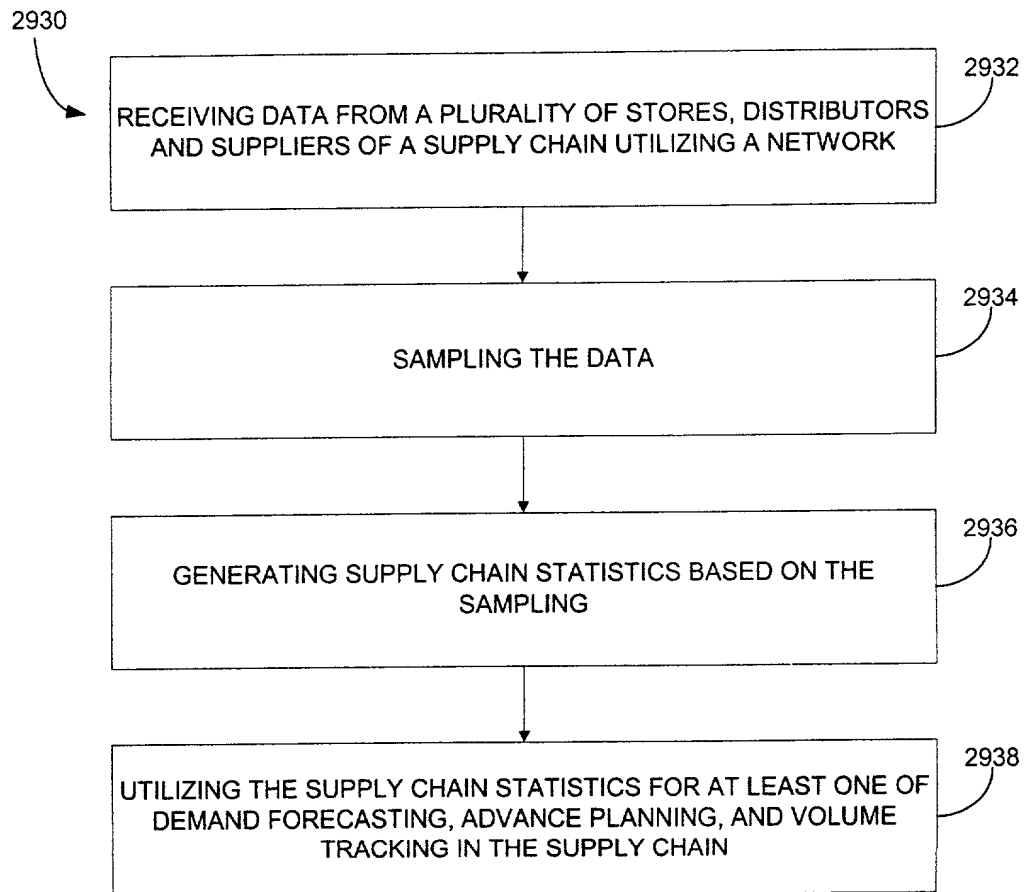 2930
2932
RECEIVING DATA FROM A PLURALITY OF STORES, DISTRIBUTORS
AND SUPPLIERS OF A SUPPLY CHAIN UTILIZING A NETWORK
2934
SAMPLING THE DATA
2936
GENERATING SUPPLY CHAIN STATISTICS BASED ON THE
SAMPLING
2938
UTILIZING THE SUPPLY CHAIN STATISTICS FOR AT LEAST ONE OF
DEMAND FORECASTING, ADVANCE PLANNING, AND VOLUME
TRACKING IN THE SUPPLY CHAIN